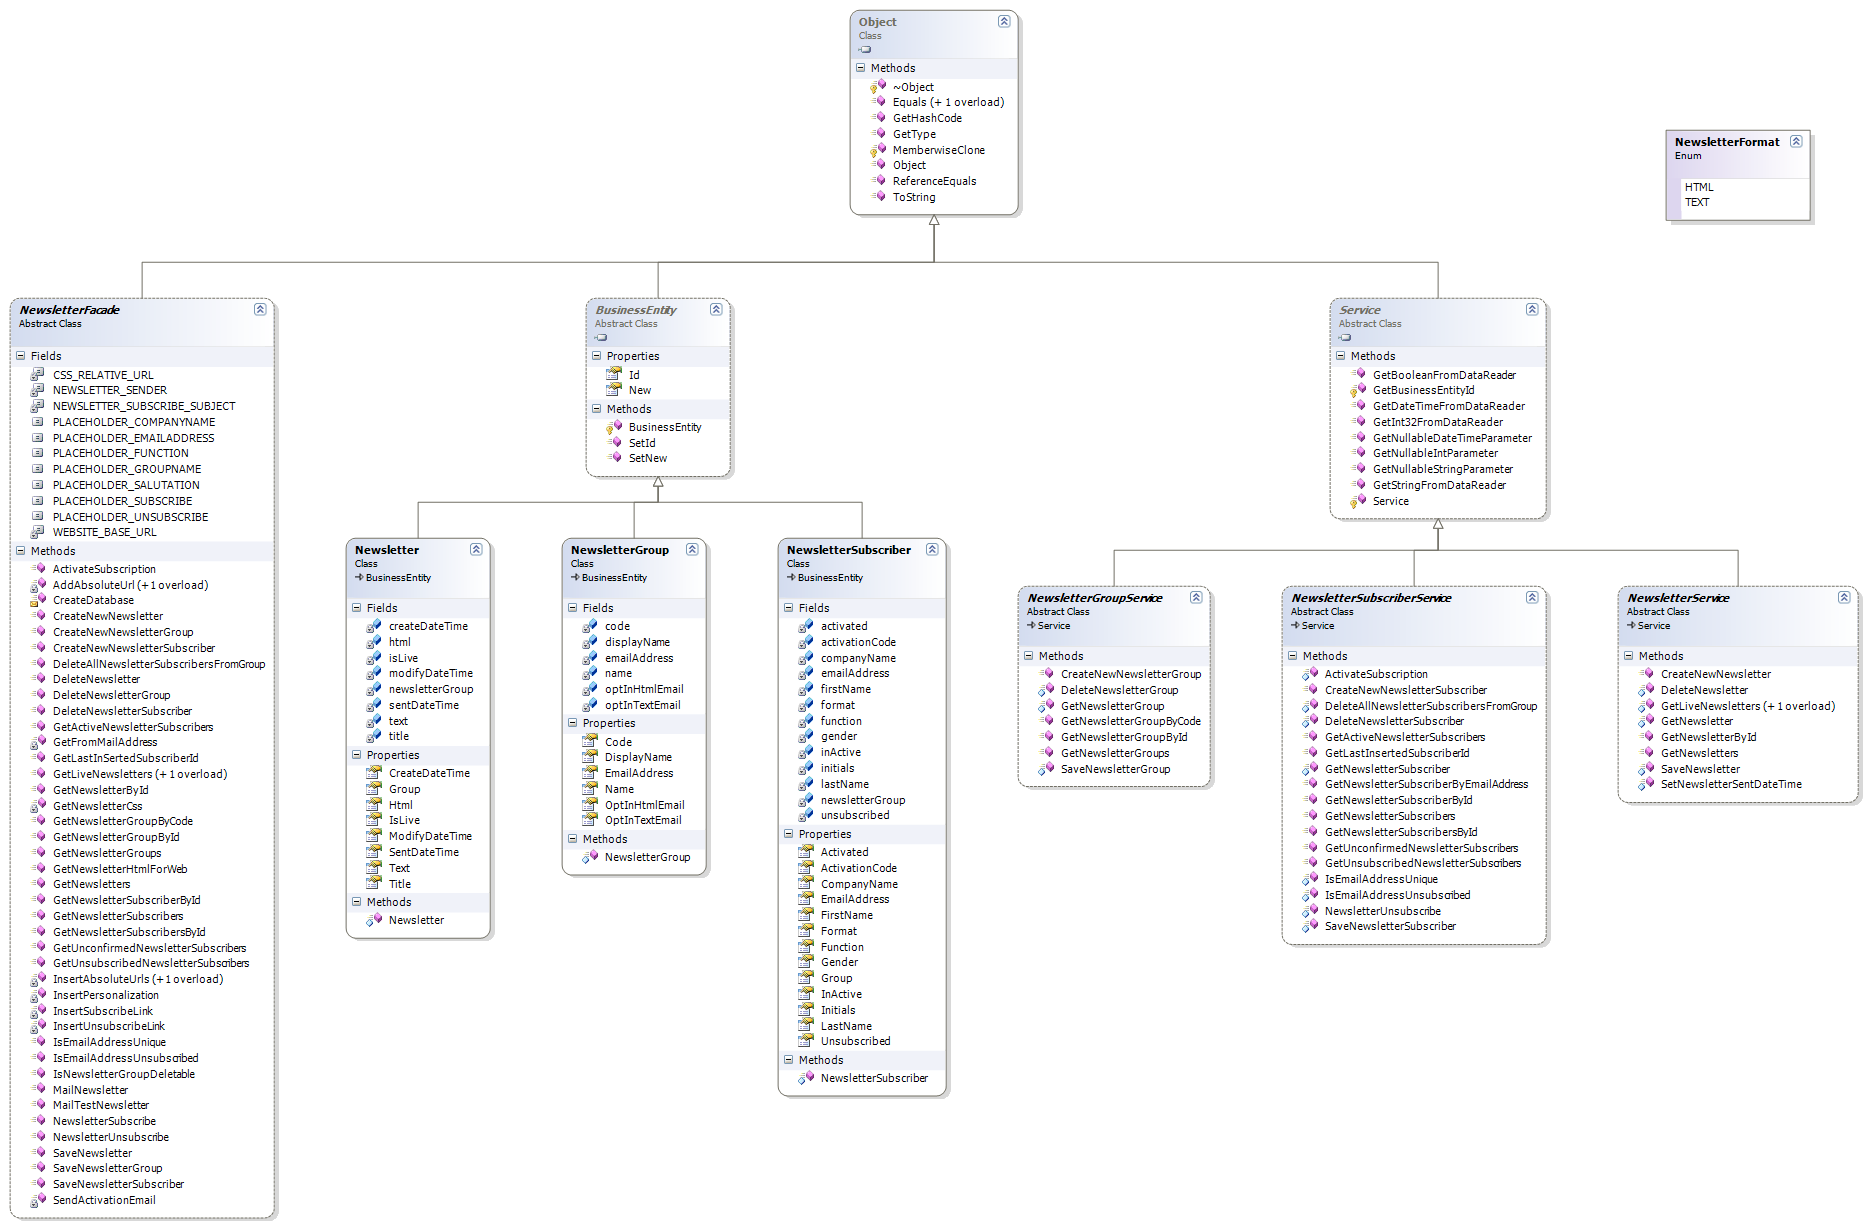 Object
Class
Methods
~Object
Equals (+ 1 overload)
GetHashCode
GetType
MemberwiseClone
Object
ReferenceEquals
ToString
NewsletterFormat
Enum
HTML
TEXT
NewsletterFacade
Abstract Class
Fields
CSS_RELATIVE_URL
NEWSLETTER_SENDER
NEWSLETTER_SUBSCRIBE_SUBJECT
PLACEHOLDER_COMPANYNAME
PLACEHOLDER_EMAILADDRESS
PLACEHOLDER_FUNCTION
PLACEHOLDER_GROUPNAME
PLACEHOLDER_SALUTATION
PLACEHOLDER_SUBSCRIBE
PLACEHOLDER_UNSUBSCRIBE
WEBSITE_BASE_URL
Methods
ActivateSubscription
AddAbsoluteUrl (+1 overload)
CreateDatabase
CreateNewNewsletter
CreateNewNewsletterGroup
CreateNewNewsletterSubscriber
DeleteAllNewsletterSubscribersFromGroup
DeleteNewsletter
DeleteNewsletterGroup
DeleteNewsletterSubscriber
GetActiveNewsletterSubscribers
GetFromMailAddress
GetLastInSertedSubscriberId
GetLiveNewsletters (+ 1 overload)
GetNewsletterById
GetNewsletterCss
GetNewsletterGroupByCode
GetNewsletterGroupById
GetNewsletterGroups
GetNewsletterHtmlForWeb
GetNewsletters
GetNewsletterSubscriberById
GetNewsletterSubscribers
GetNewsletterSubscribersById
GetUnconfirmedNewsletterSubscribers
GetUnsubscribedNewsletterSubscribers
InsertAbsoluteUrls (+1 overload)
InsertPersonalization
InsertSubscribeLink
InsertUnsubscribeLink
IsEmailAddressUnique
IsEmailAddressUnsubscribed
IsNewsletterGroupDeletable
MailNewsletter
MailTestNewsletter
NewsletterSubscribe
NewsletterUnsubscribe
SaveNewsletter
SaveNewsletterGroup
SaveNewsletterSubscriber
SendActivationEmail
BusinessEntity
Abstract Class
Properties
Id
New
Methods
BusinessEntity
SetId
SetNew
Service
Abstract Class
Methods
GetBooleanFromDataReader
GetBusinessEntityId
GetDateTimeFromDataReader
GetInt32FromDataReader
GetNullableDateTimeParameter
GetNullableIntParameter
GetNullableStringParameter
GetStringFromDataReader
Service
Newsletter
Class
BusinessEntity
Fields
createDateTime
html
isLive
modifyDateTime
newsletterGroup
sentDateTime
text
title
Properties
CreateDateTime
Group
Html
IsLive
ModifyDateTime
SentDateTime
Text
Title
Methods
Newsletter
NewsletterGroup
Class
BusinessEntity
Fields
code
displayName
emailAddress
name
optInHtmlEmail
optInTextEmail
Properties
Code
DisplayName
EmailAddress
Name
OptInHtmlEmail
OptInTextEmail
Methods
NewsletterGroup
NewsletterSubscriber
Class
BusinessEntity
Fields
activated
activationCode
companyName
emailAddress
firstName
format
function
gender
inActive
initials
lastName
newsletterGroup
unsubscribed
Properties
Activated
ActivationCode
CompanyName
EmailAddress
FirstName
Format
Function
Gender
Group
InActive
Initials
LastName
Unsubscribed
Methods
NewsletterSubscriber
NewsletterGroupService
Abstract Class
Service
Methods
CreateNewNewsletterGroup
DeleteNewsletterGroup
GetNewsletterGroup
GetNewsletterGroupByCode
GetNewsletterGroupById
GetNewsletterGroups
SaveNewsletterGroup
NewsletterSubscriberService
Abstract Class
Service
Methods
ActivateSubscription
CreateNewNewsletterSubscriber
DeleteAllNewsletterSubscribersFromGroup
DeleteNewsletterSubscriber
GetActiveNewsletterSubscribers
GetLastInsertedSubscriberId
GetNewsletterSubscriber
GetNewsletterSubscriberByEmailAddress
GetNewsletterSubscriberById
GetNewsletterSubscribers
GetNewsletterSubscribersById
GetUnconfirmedNewsletterSubscribers
GetUnsubscribedNewsletterSubscribers
IsEmailAddressUnique
IsEmailAddressUnsubscribed
NewsletterUnsubscribe
SaveNewsletterSubscriber
NewsletterService
Abstract Class
Service
Methods
CreateNewNewsletter
DeleteNewsletter
GetLiveNewsletters (+ 1 overload)
GetNewsletter
GetNewsletterById
GetNewsletters
SaveNewsletter
SetNewsletterSentDateTime